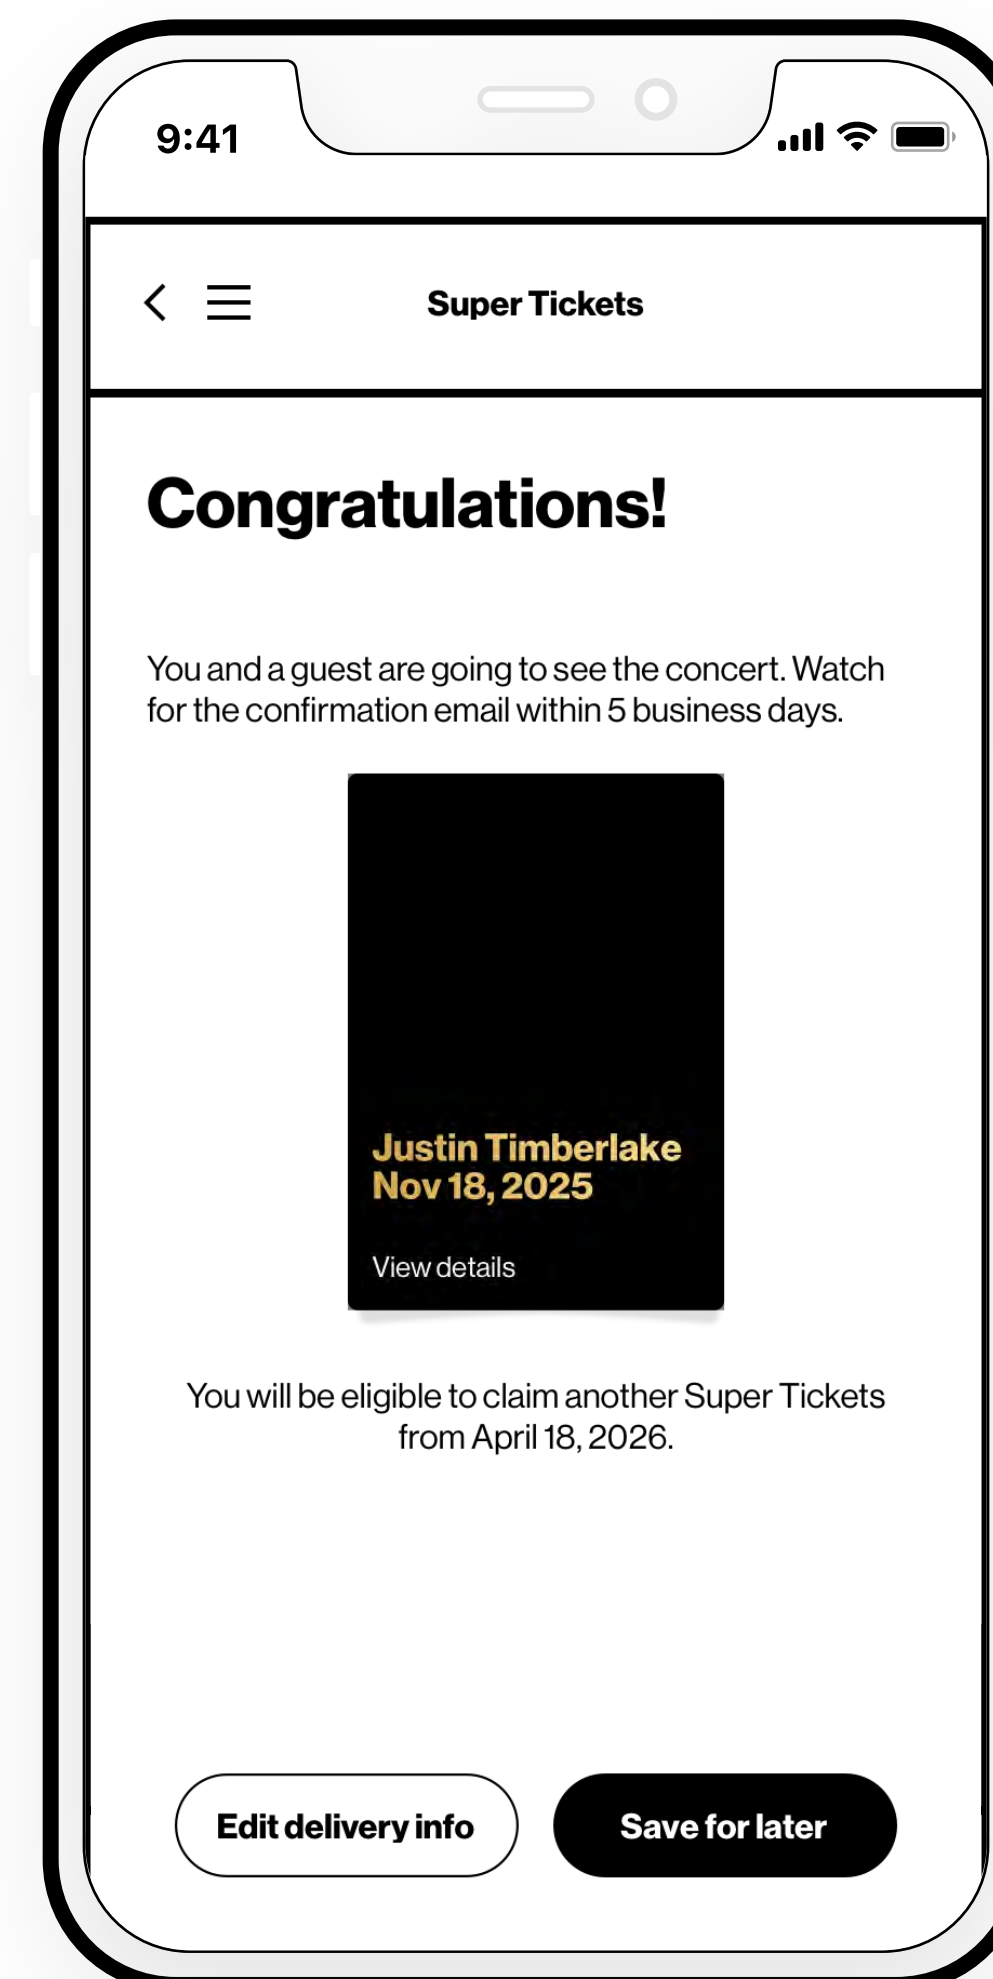 9:41
Super Tickets
Congratulations!
You and a guest are going to see the concert. Watch
for the confirmation email within 5 business days.
Justin Timberlake
Nov 18, 2025
View details
You will be eligible to claim another Super Tickets
from April 18, 2026.
Edit delivery info
Save for later